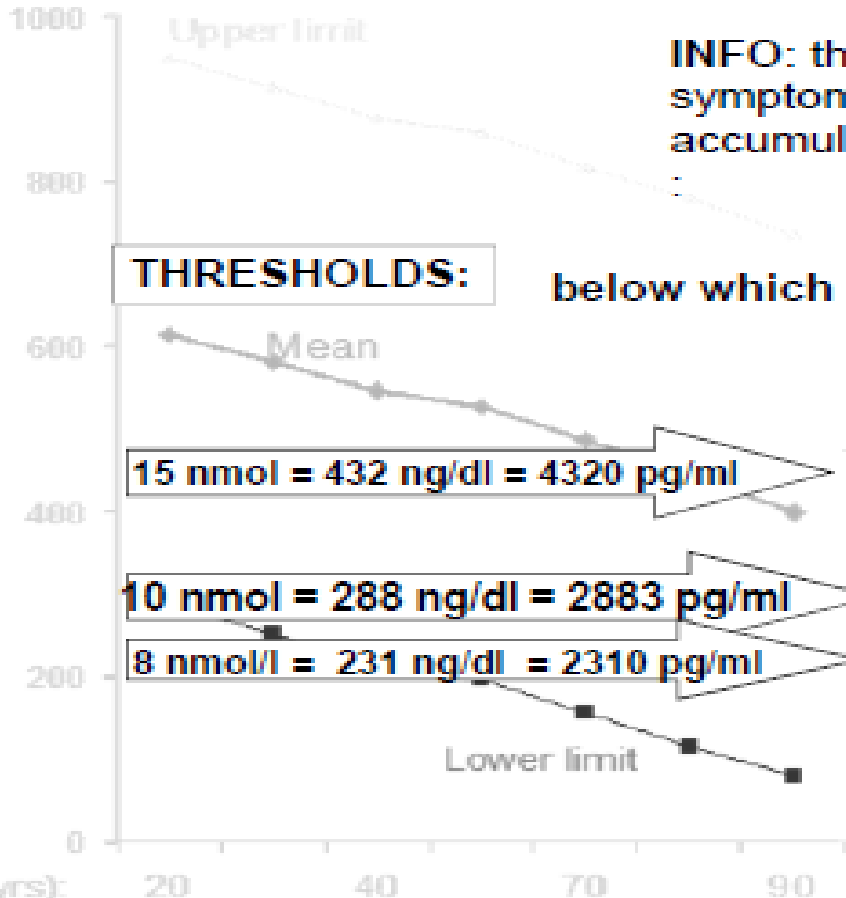 1000
Upper limit
INFO: th
symptom
accumul
:
800
THRESHOLDS:
below which
600
Mean
15 nmol = 432 ng/dl = 4320 pg/ml
400
10 nmol = 288 ng/dl = 2883 pg/ml
8 nmol/l = 231 ng/dl = 2310 pg/ml
200
Lower limit
0
yrs): 20 40 70 90